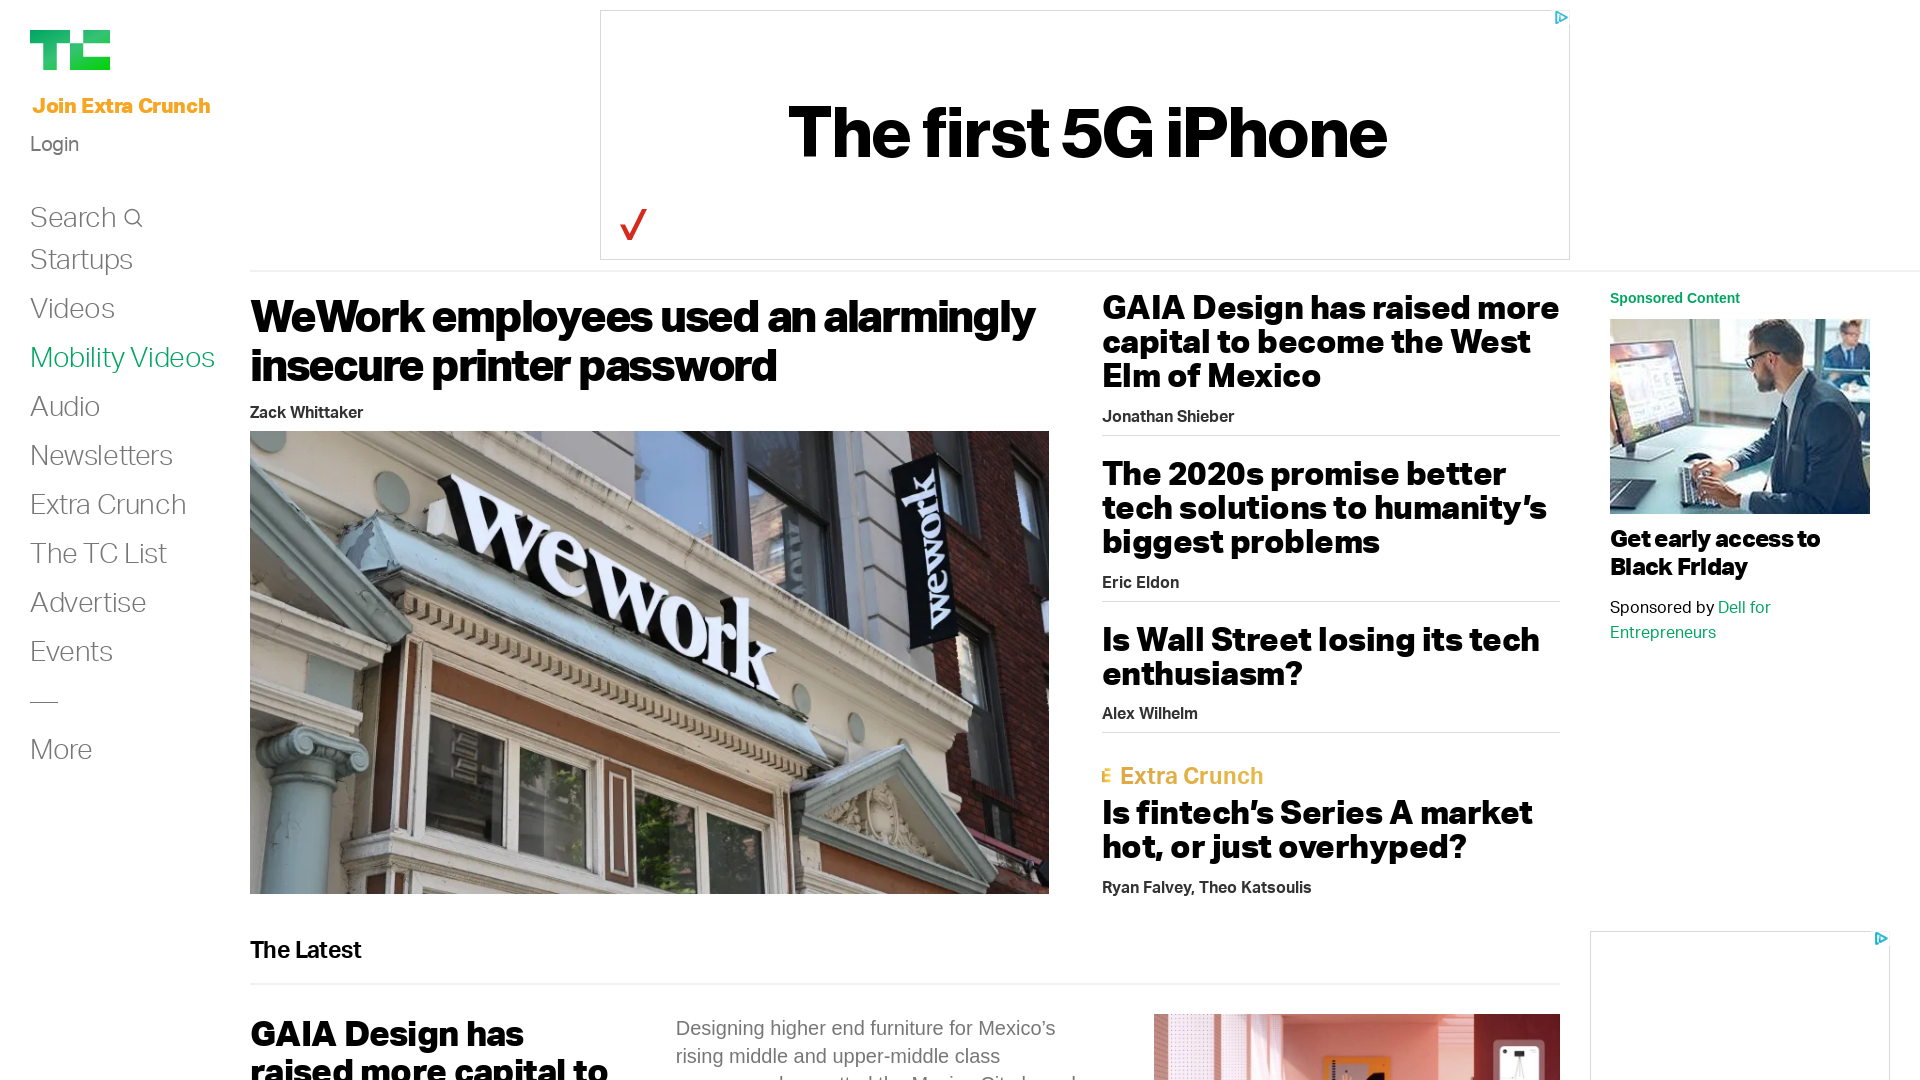 TC
Join Extra Crunch
Login
Search
Startups
Videos
Mobility Videos
Audio
Newsletters
Extra Crunch
The TC List
Advertise
Events
More
The first 5G iPhone
WeWork employees used an alarmingly
insecure printer password
Zack Whittaker
wework
wework
GAIA Design has raised more
capital to become the West
Elm of Mexico
Jonathan Shieber
The 2020s promise better
tech solutions to humanity’s
biggest problems
Eric Eldon
Is Wall Street losing its tech
enthusiasm?
Alex Wilhelm
Extra Crunch
Is fintech’s Series A market
hot, or just overhyped?
Ryan Falvey, Theo Katsoulis
Sponsored Content
Get early access to
Black Friday
Sponsored by Dell for
Entrepreneurs
The Latest
GAIA Design has
raised more capital to
Designing higher end furniture for Mexico’s
rising middle and upper-middle class